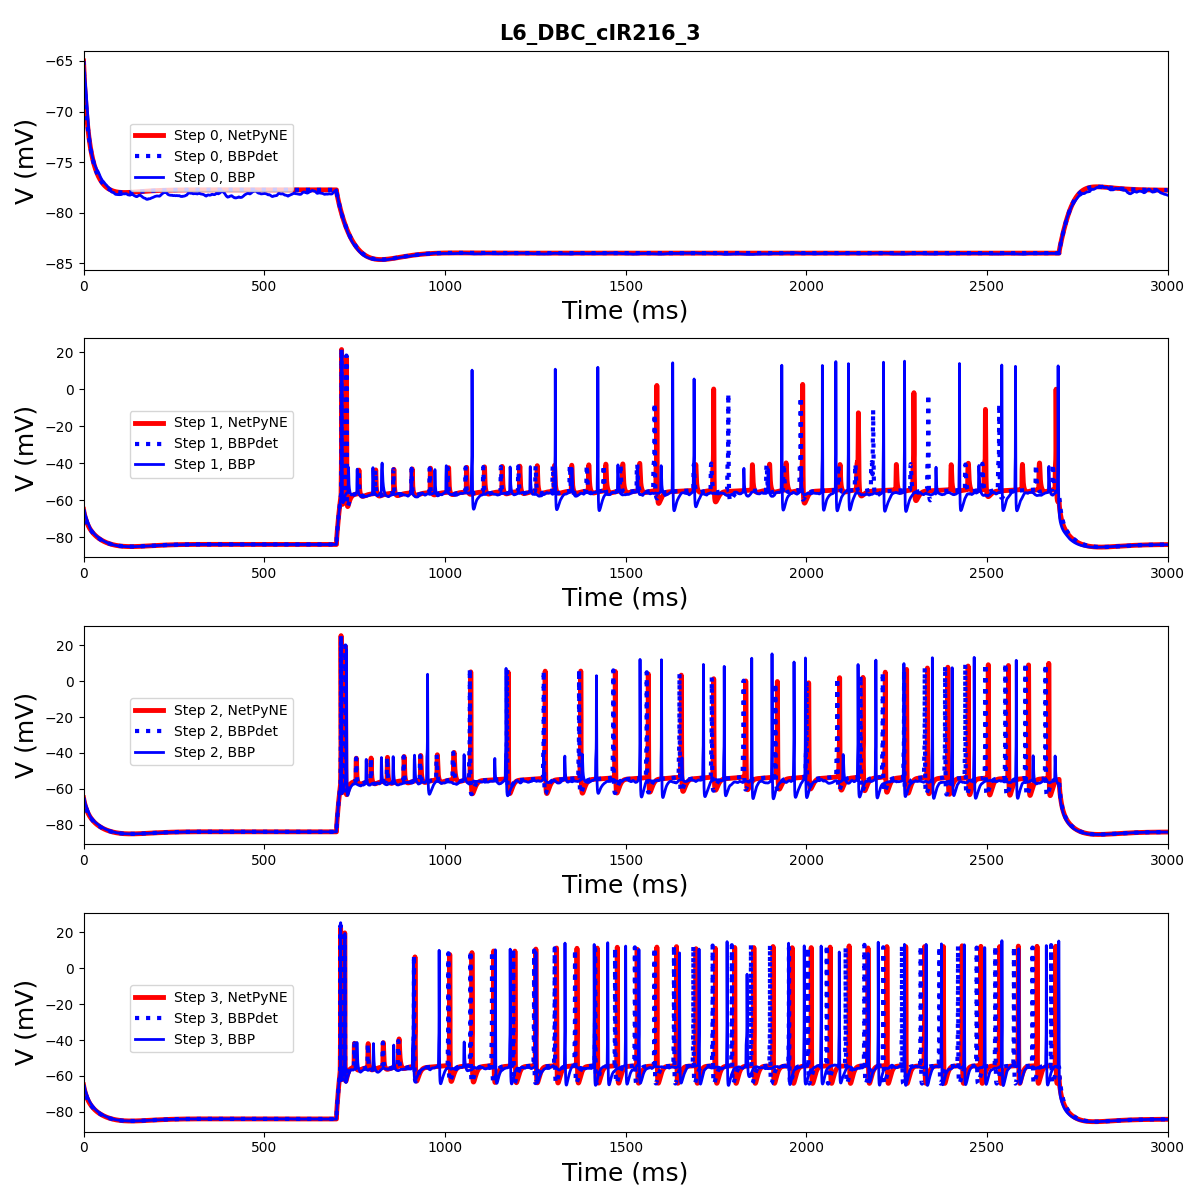 L6_DBC_cIR216_3
V (mV)
−65
−70
−75
−80
−85
Step 0, NetPyNE
Step 0, BBPdet
Step 0, BBP
0 500 1000 1500 2000 2500 3000
Time (ms)
V (mV)
20
0
−20
−40
−60
−80
Step 1, NetPyNE
Step 1, BBPdet
Step 1, BBP
0 500 1000 1500 2000 2500 3000
Time (ms)
V (mV)
20
0
−20
−40
−60
−80
Step 2, NetPyNE
Step 2, BBPdet
Step 2, BBP
0 500 1000 1500 2000 2500 3000
Time (ms)
V (mV)
20
0
−20
−40
−60
−80
Step 3, NetPyNE
Step 3, BBPdet
Step 3, BBP
0 500 1000 1500 2000 2500 3000
Time (ms)